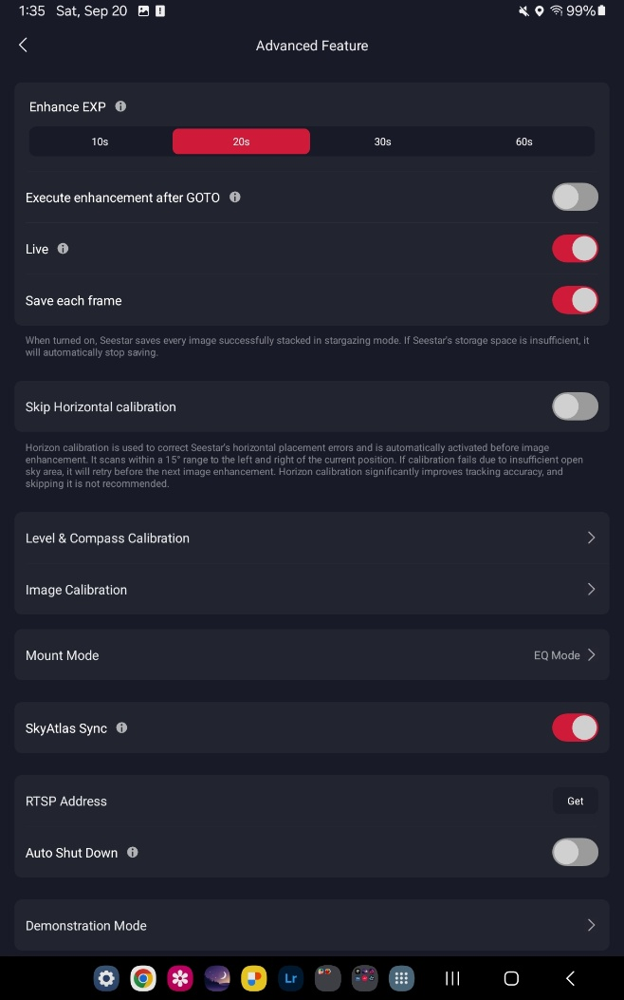 1:35 Sat, Sep 20 99%
Advanced Feature
Enhance EXP
10s 20s 30s 60s
Execute enhancement after GOTO
Live
Save each frame
When turned on, Seestar saves every image successfully stacked in stargazing mode. If Seestar's storage space is insufficient, it
will automatically stop saving.
Skip Horizontal calibration
Horizon calibration is used to correct Seestar's horizontal placement errors and is automatically activated before image
enhancement. It scans within a 15° range to the left and right of the current position. If calibration fails due to insufficient open
sky area, it will retry before the next image enhancement. Horizon calibration significantly improves tracking accuracy, and
skipping it is not recommended.
Level & Compass Calibration
Image Calibration
Mount Mode EQ Mode
SkyAtlas Sync
RTSP Address Get
Auto Shut Down
Demonstration Mode
Lr